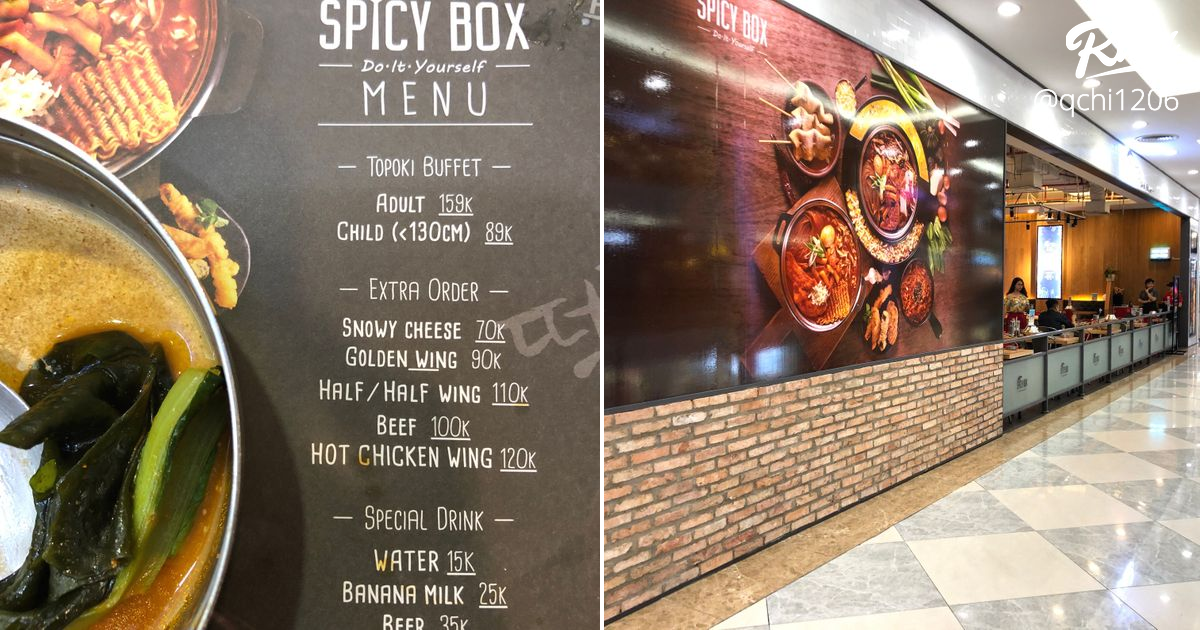 SPICY BOX
Do·It·Yourself
MENU
— TOPOKI BUFFET —
ADULT 159K
CHILD (<130CM) 89K
— EXTRA ORDER —
SNOWY CHEESE 70K
GOLDEN WING 90K
HALF/HALF WING 110K
BEEF 100K
HOT CHICKEN WING 120K
— SPECIAL DRINK —
WATER 15K
BANANA MILK 25K
BEER 35K
SPICY BOX
Do·It·Yourself
@qchi1206